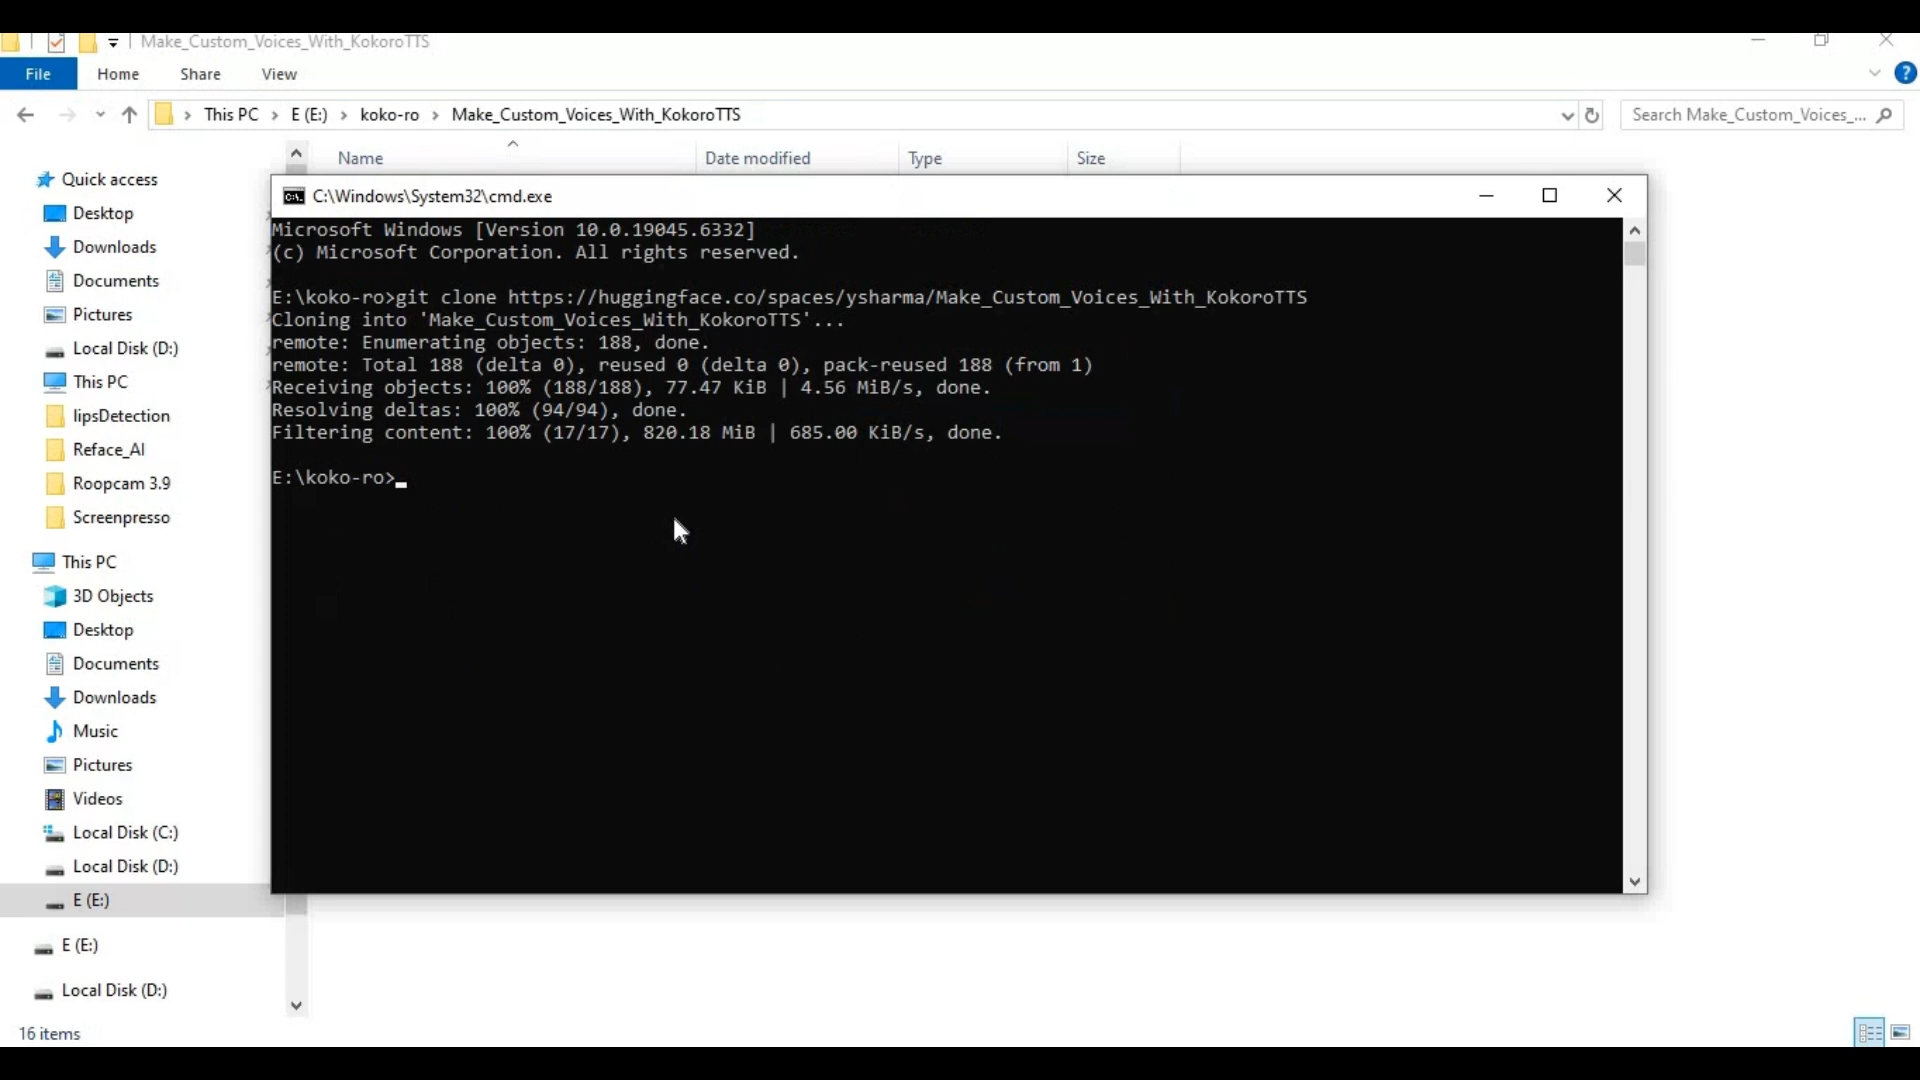 Make_Custom_Voices_With_KokoroTTS
File Home Share View
This PC E (E:) koko-ro Make_Custom_Voices_With_KokoroTTS
Search Make_Custom_Voices_...
Name Date modified Type Size
Quick access
Desktop
Downloads
Documents
Pictures
Local Disk (D:)
This PC
lipsDetection
Reface_AI
Roopcam 3.9
Screenpresso
This PC
3D Objects
Desktop
Documents
Downloads
Music
Pictures
Videos
Local Disk (C:)
Local Disk (D:)
E (E:)
E (E:)
Local Disk (D:)
16 items
C:\Windows\System32\cmd.exe
Microsoft Windows [Version 10.0.19045.6332]
(c) Microsoft Corporation. All rights reserved.
E:\koko-ro>git clone https://huggingface.co/spaces/ysharma/Make_Custom_Voices_With_KokoroTTS
Cloning into 'Make_Custom_Voices_With_KokoroTTS'...
remote: Enumerating objects: 188, done.
remote: Total 188 (delta 0), reused 0 (delta 0), pack-reused 188 (from 1)
Receiving objects: 100% (188/188), 77.47 KiB | 4.56 MiB/s, done.
Resolving deltas: 100% (94/94), done.
Filtering content: 100% (17/17), 820.18 MiB | 685.00 KiB/s, done.
E:\koko-ro>